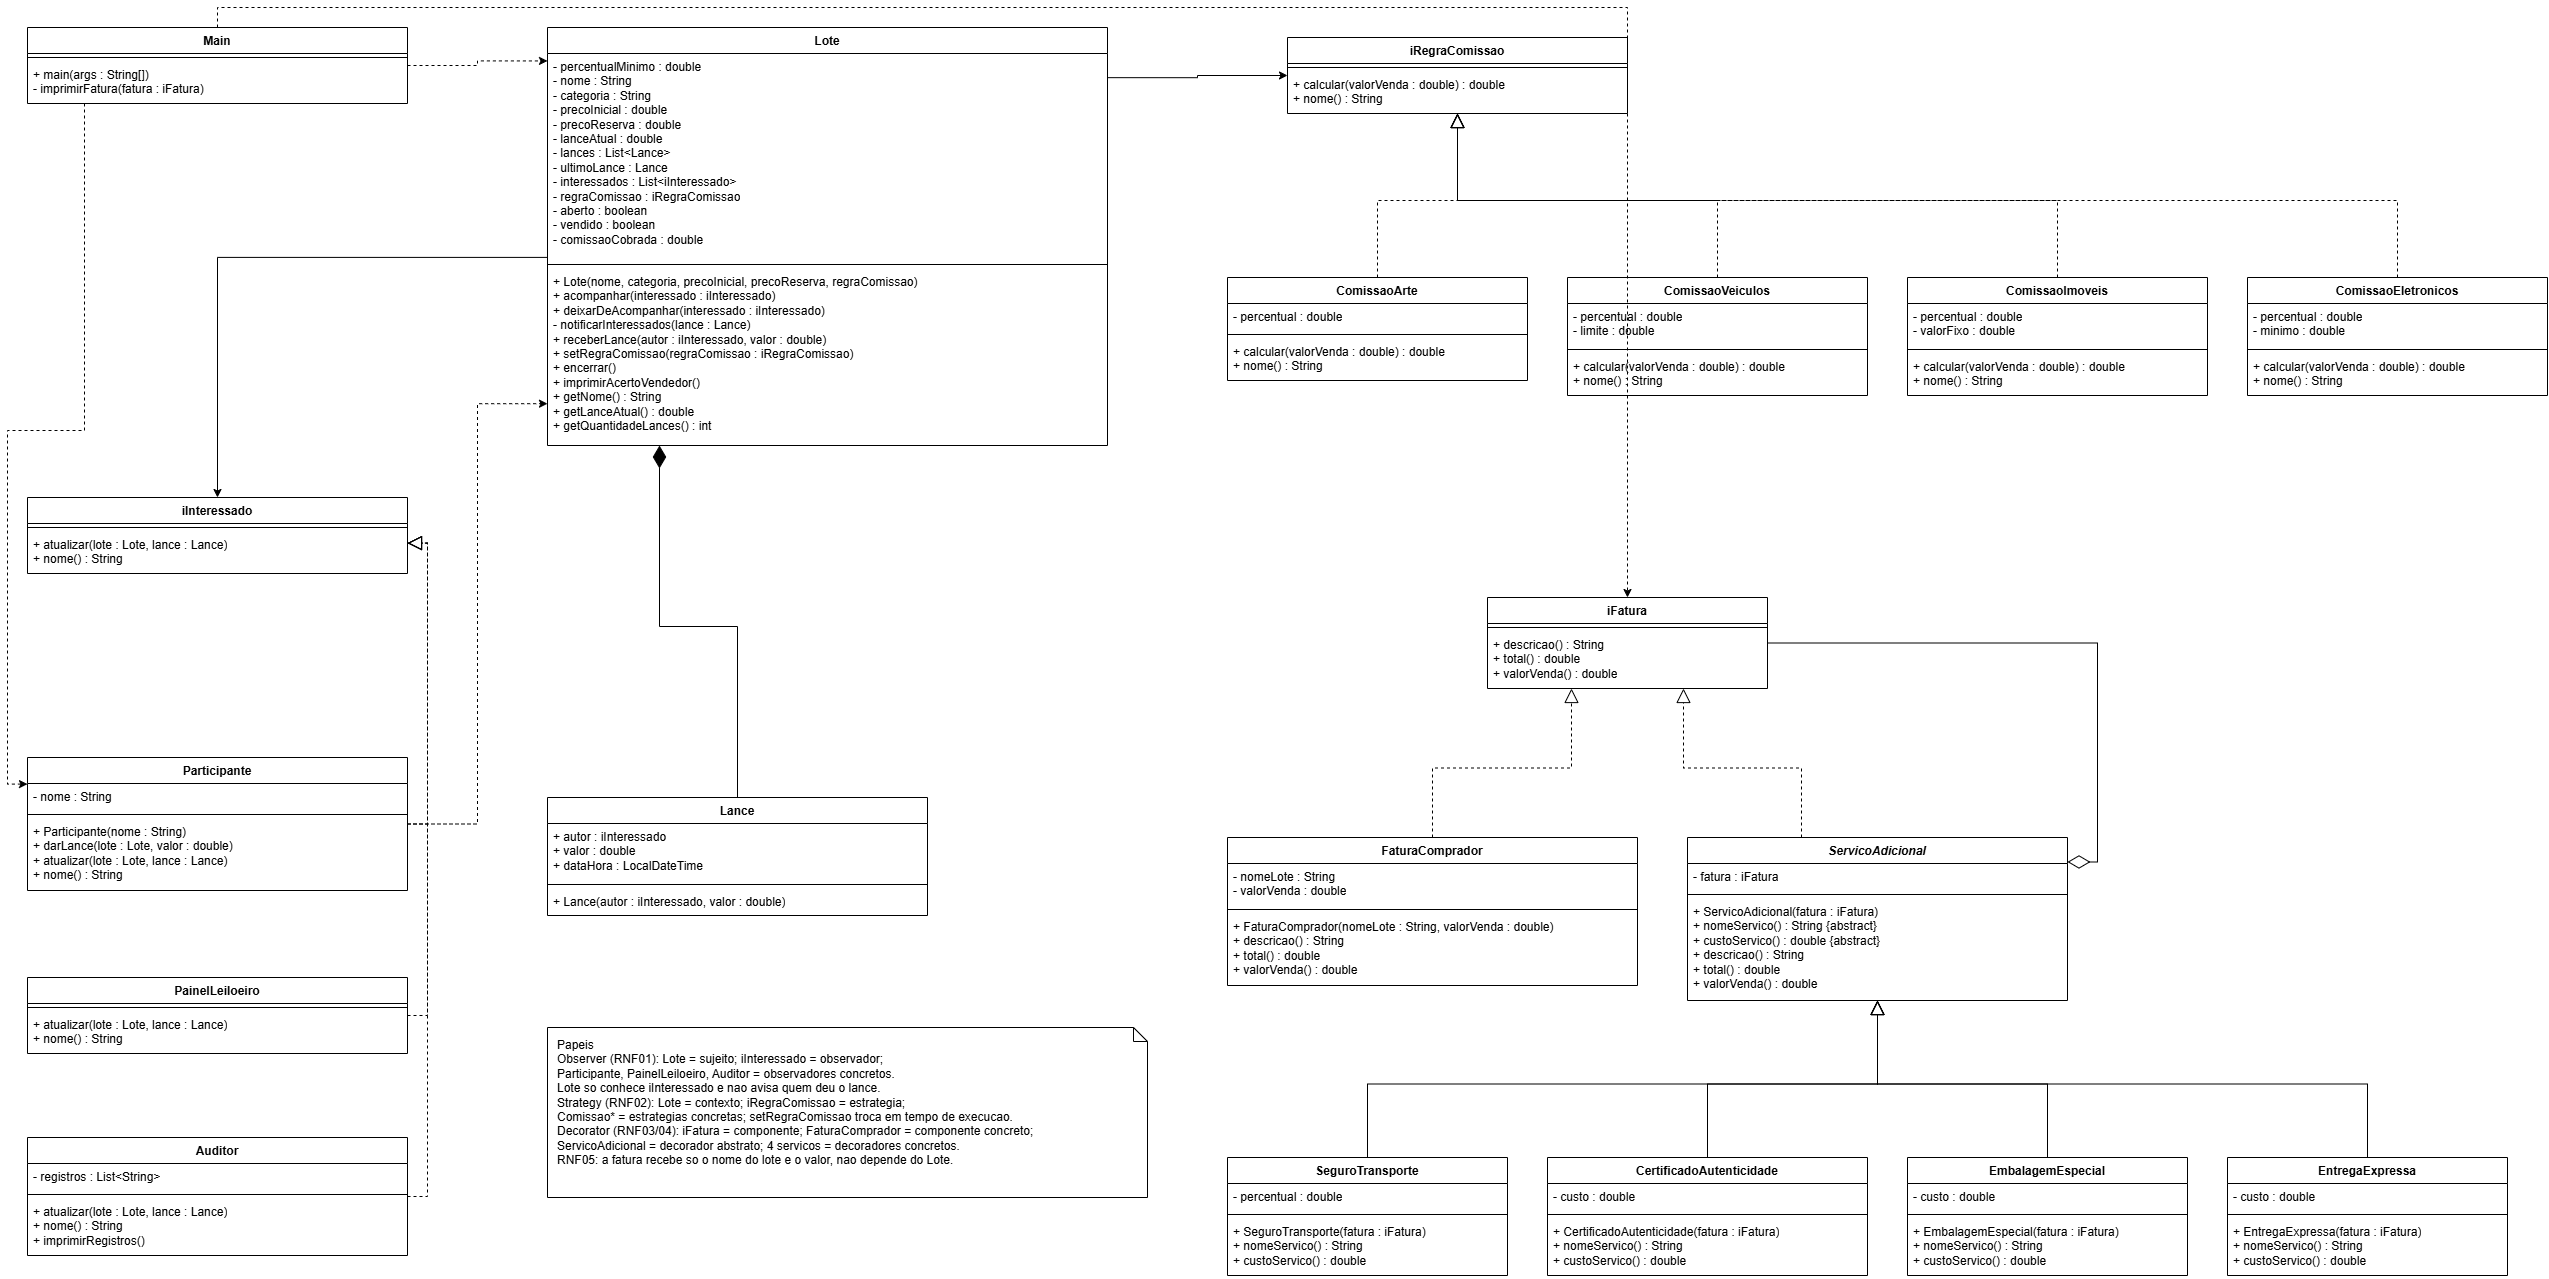 Main
+ main(args : String[])
- imprimirFatura(fatura : iFatura)
Lote
- percentualMinimo : double
- nome : String
- categoria : String
- precoInicial : double
- precoReserva : double
- lanceAtual : double
- lances : List<Lance>
- ultimoLance : Lance
- interessados : List<iInteressado>
- regraComissao : iRegraComissao
- aberto : boolean
- vendido : boolean
- comissaoCobrada : double
+ Lote(nome, categoria, precoInicial, precoReserva, regraComissao)
+ acompanhar(interessado : iInteressado)
+ deixarDeAcompanhar(interessado : iInteressado)
- notificarInteressados(lance : Lance)
+ receberLance(autor : iInteressado, valor : double)
+ setRegraComissao(regraComissao : iRegraComissao)
+ encerrar()
+ imprimirAcertoVendedor()
+ getNome() : String
+ getLanceAtual() : double
+ getQuantidadeLances() : int
iRegraComissao
+ calcular(valorVenda : double) : double
+ nome() : String
ComissaoArte
- percentual : double
+ calcular(valorVenda : double) : double
+ nome() : String
ComissaoVeiculos
- percentual : double
- limite : double
+ calcular(valorVenda : double) : double
+ nome() : String
ComissaoImoveis
- percentual : double
- valorFixo : double
+ calcular(valorVenda : double) : double
+ nome() : String
ComissaoEletronicos
- percentual : double
- minimo : double
+ calcular(valorVenda : double) : double
+ nome() : String
iInteressado
+ atualizar(lote : Lote, lance : Lance)
+ nome() : String
iFatura
+ descricao() : String
+ total() : double
+ valorVenda() : double
Participante
- nome : String
+ Participante(nome : String)
+ darLance(lote : Lote, valor : double)
+ atualizar(lote : Lote, lance : Lance)
+ nome() : String
Lance
+ autor : iInteressado
+ valor : double
+ dataHora : LocalDateTime
+ Lance(autor : iInteressado, valor : double)
FaturaComprador
- nomeLote : String
- valorVenda : double
+ FaturaComprador(nomeLote : String, valorVenda : double)
+ descricao() : String
+ total() : double
+ valorVenda() : double
ServicoAdicional
- fatura : iFatura
+ ServicoAdicional(fatura : iFatura)
+ nomeServico() : String {abstract}
+ custoServico() : double {abstract}
+ descricao() : String
+ total() : double
+ valorVenda() : double
PainelLeiloeiro
+ atualizar(lote : Lote, lance : Lance)
+ nome() : String
Papeis
Observer (RNF01): Lote = sujeito; iInteressado = observador;
Participante, PainelLeiloeiro, Auditor = observadores concretos.
Lote so conhece iInteressado e nao avisa quem deu o lance.
Strategy (RNF02): Lote = contexto; iRegraComissao = estrategia;
Comissao* = estrategias concretas; setRegraComissao troca em tempo de execucao.
Decorator (RNF03/04): iFatura = componente; FaturaComprador = componente concreto;
ServicoAdicional = decorador abstrato; 4 servicos = decoradores concretos.
RNF05: a fatura recebe so o nome do lote e o valor, nao depende do Lote.
Auditor
- registros : List<String>
+ atualizar(lote : Lote, lance : Lance)
+ nome() : String
+ imprimirRegistros()
SeguroTransporte
- percentual : double
+ SeguroTransporte(fatura : iFatura)
+ nomeServico() : String
+ custoServico() : double
CertificadoAutenticidade
- custo : double
+ CertificadoAutenticidade(fatura : iFatura)
+ nomeServico() : String
+ custoServico() : double
EmbalagemEspecial
- custo : double
+ EmbalagemEspecial(fatura : iFatura)
+ nomeServico() : String
+ custoServico() : double
EntregaExpressa
- custo : double
+ EntregaExpressa(fatura : iFatura)
+ nomeServico() : String
+ custoServico() : double